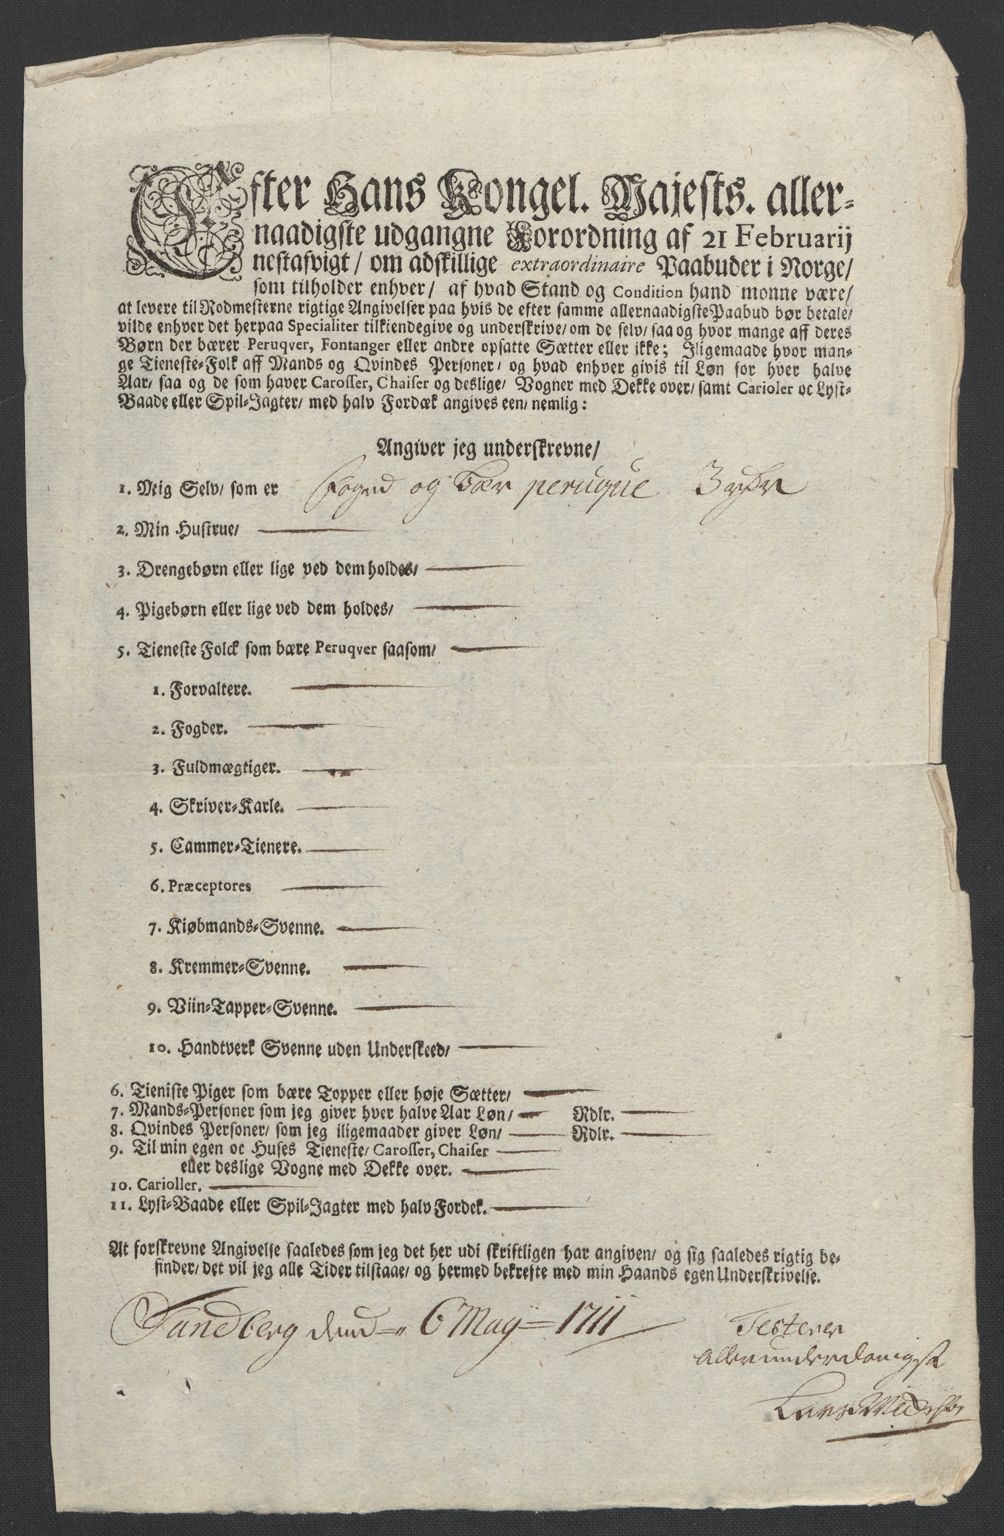 Efter Hans Kongel. Majests. aller-
naadigste udgangne Forordning af 21 Februarij
nestafvigt/ om adskillige extraordinaire Paabuder i Norge/
som tilholder enhver/ af hvad Stand og Condition hand monne være/
at levere til Rodmesterne rigtige Angivelser paa hvis de efter samme allernaadigste Paabud bør betale/
vilde enhver det herpaa Specialiter tilkiendegive og underskrive/ om de selv/ saa og hvor mange aff deres
Børn der bærer Peruqver, Fontanger eller andre opsatte Sætter eller ikke; Iligemaade hvor man-
ge Tieneste-Folk aff Mands og Qvindes Personer/ og hvad enhver givis til Løn for hver halve
Aar/ saa og de som haver Carosser, Chaiser og deslige/ Vogner med Dekke over/ samt Carioler oc Lyst-
Baade eller Spil-Jagter/ med halv Fordæk angives een/ nemlig:
Angiver jeg underskrevne/
1. Mig Selv/ som er Foged og bær peruque 3
2. Min Hustrue/
3. Drengebørn eller lige ved dem holdes/
4. Pigebørn eller lige ved dem holdes/
5. Tieneste Folck som bære Peruqver saasom/
1. Forvaltere.
2. Fogder.
3. Fuldmægtiger.
4. Skriver-Karle.
5. Cammer-Tienere.
6. Præceptores
7. Kiøbmands-Svenne.
8. Kremmer-Svenne.
9. Viin-Tapper-Svenne.
10. Handtverk Svenne uden Underskeed/
6. Tieniste Piger som bære Topper eller høje Sætter/
7. Mands-Personer som jeg giver hver halve Aar Løn/ Rdlr.
8. Qvindes Personer/ som jeg iligemaader giver Løn/ Rdlr.
9. Til min egen oc Huses Tieneste/ Carosser, Chaiser
eller deslige Vogne med Dekke over.
10. Carioller.
11. Lyst-Baade eller Spil-Jagter med halv Fordek.
At forskrevne Angivelse saaledes som jeg det her udi skriftligen har angiven/ og sig saaledes rigtig be-
finder/ det vil jeg alle Tider tilstaae/ og hermed bekrefte med min Haands egen Underskrivelse.
Sandberg dend 6 May 1711
Testerer
Allerunderdanigst